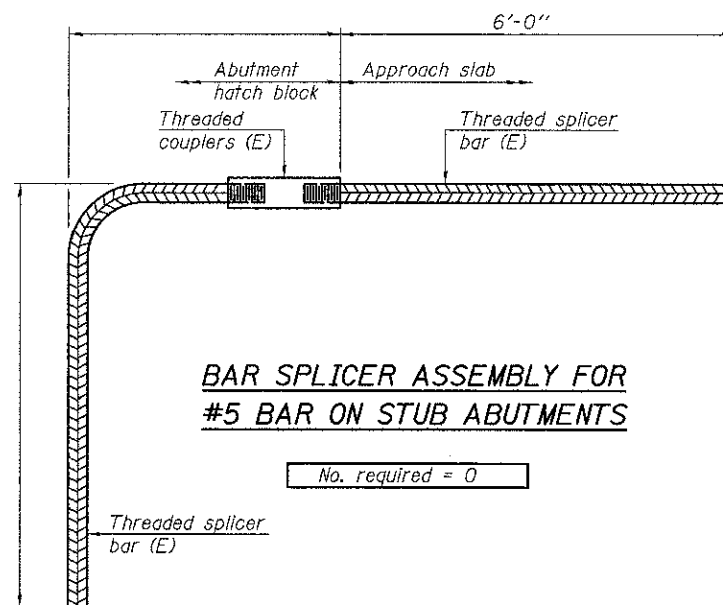 6'-0"
Abutment
hatch block
Approach slab
Threaded
couplers (E)
Threaded splicer
bar (E)
BAR SPLICER ASSEMBLY FOR
#5 BAR ON STUB ABUTMENTS
No. required = 0
Threaded splicer
bar (E)